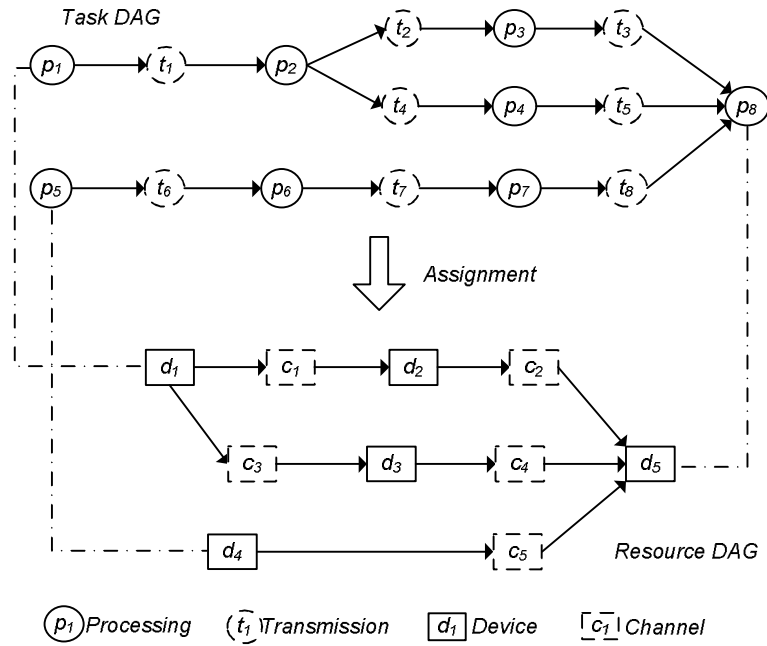 Task DAG
p1 t1 p2 t2 p3 t3
t4 p4 t5 p8
p5 t6 p6 t7 p7 t8
Assignment
d1 c1 d2 c2
c3 d3 c4 d5
d4 c5
Resource DAG
p1 Processing t1 Transmission d1 Device c1 Channel